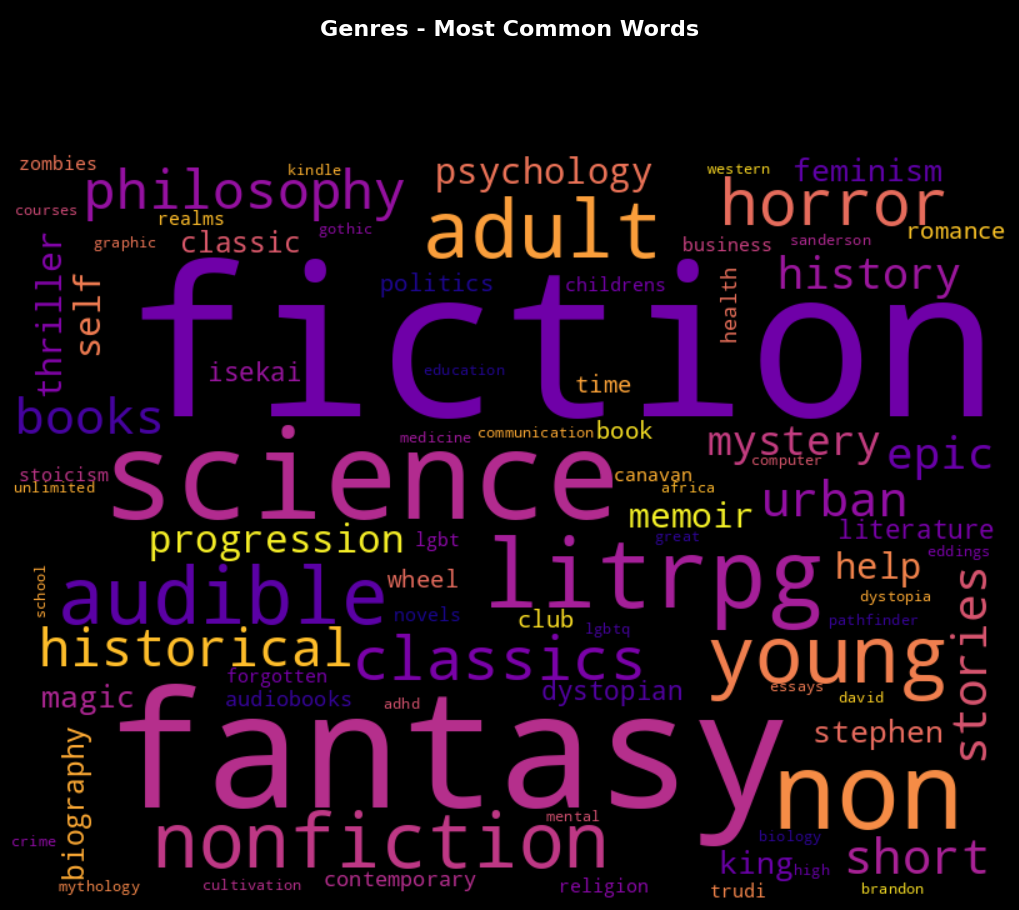 Genres - Most Common Words
zombies
kindle
psychology
western
feminism
philosophy
horror
courses
realms
adult
gothic
romance
graphic
classic
business
sanderson
thriller
self
history
fiction
politics
childrens
health
isekai
education
time
books
science
medicine
communication
book
mystery
epic
computer
stoicism
unlimited
canavan
africa
urban
memoir
literature
progression
lgbt
great
eddings
litrpg
help
school
audible
wheel
dystopia
stories
novels
club
lgbtq
pathfinder
historical
classics
young
forgotten
magic
audiobooks
adhd
dystopian
essays
david
fantasy
stephen
biography
non
mental
biology
crime
nonfiction
king
high
short
mythology
cultivation
contemporary
religion
trudi
brandon